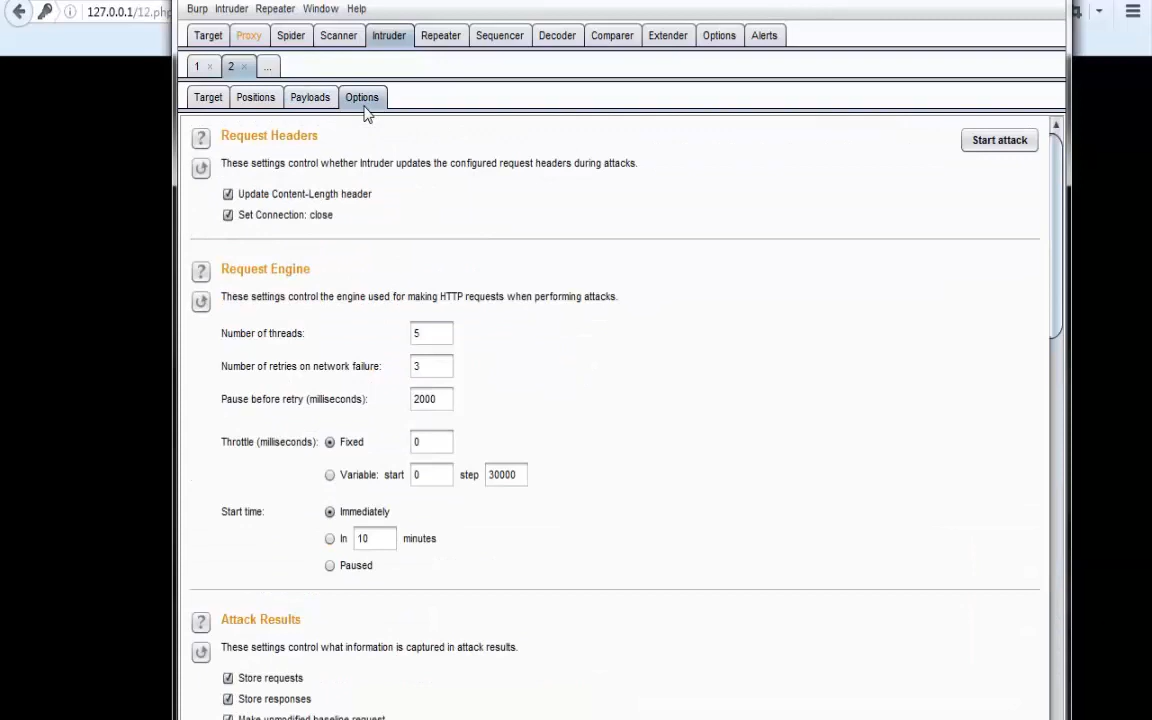 127.0.0.1/12.php
Burp Intruder Repeater Window Help
Target Proxy Spider Scanner Intruder Repeater Sequencer Decoder Comparer Extender Options Alerts
1 × 2 × ...
Target Positions Payloads Options
? Request Headers
Start attack
These settings control whether Intruder updates the configured request headers during attacks.
Update Content-Length header
Set Connection: close
? Request Engine
These settings control the engine used for making HTTP requests when performing attacks.
Number of threads: 5
Number of retries on network failure: 3
Pause before retry (milliseconds): 2000
Throttle (milliseconds): Fixed 0
Variable: start 0 step 30000
Start time: Immediately
In 10 minutes
Paused
? Attack Results
These settings control what information is captured in attack results.
Store requests
Store responses
Make unmodified baseline request